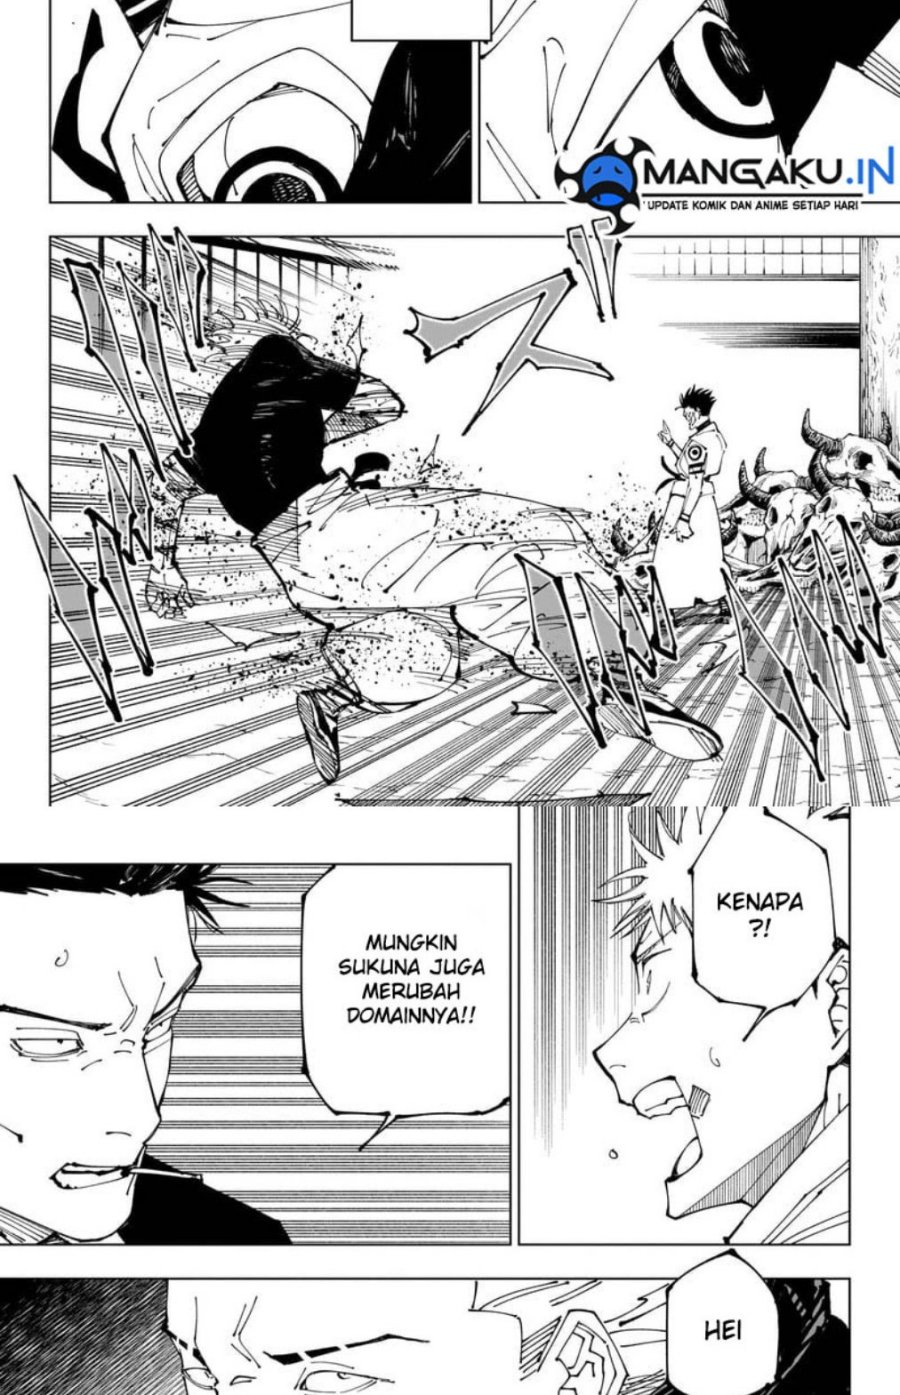 MANGAKU.IN
UPDATE KOMIK DAN ANIME SETIAP HARI
KENAPA
?!
MUNGKIN
SUKUNA JUGA
MERUBAH
DOMAINNYA!!
HEI